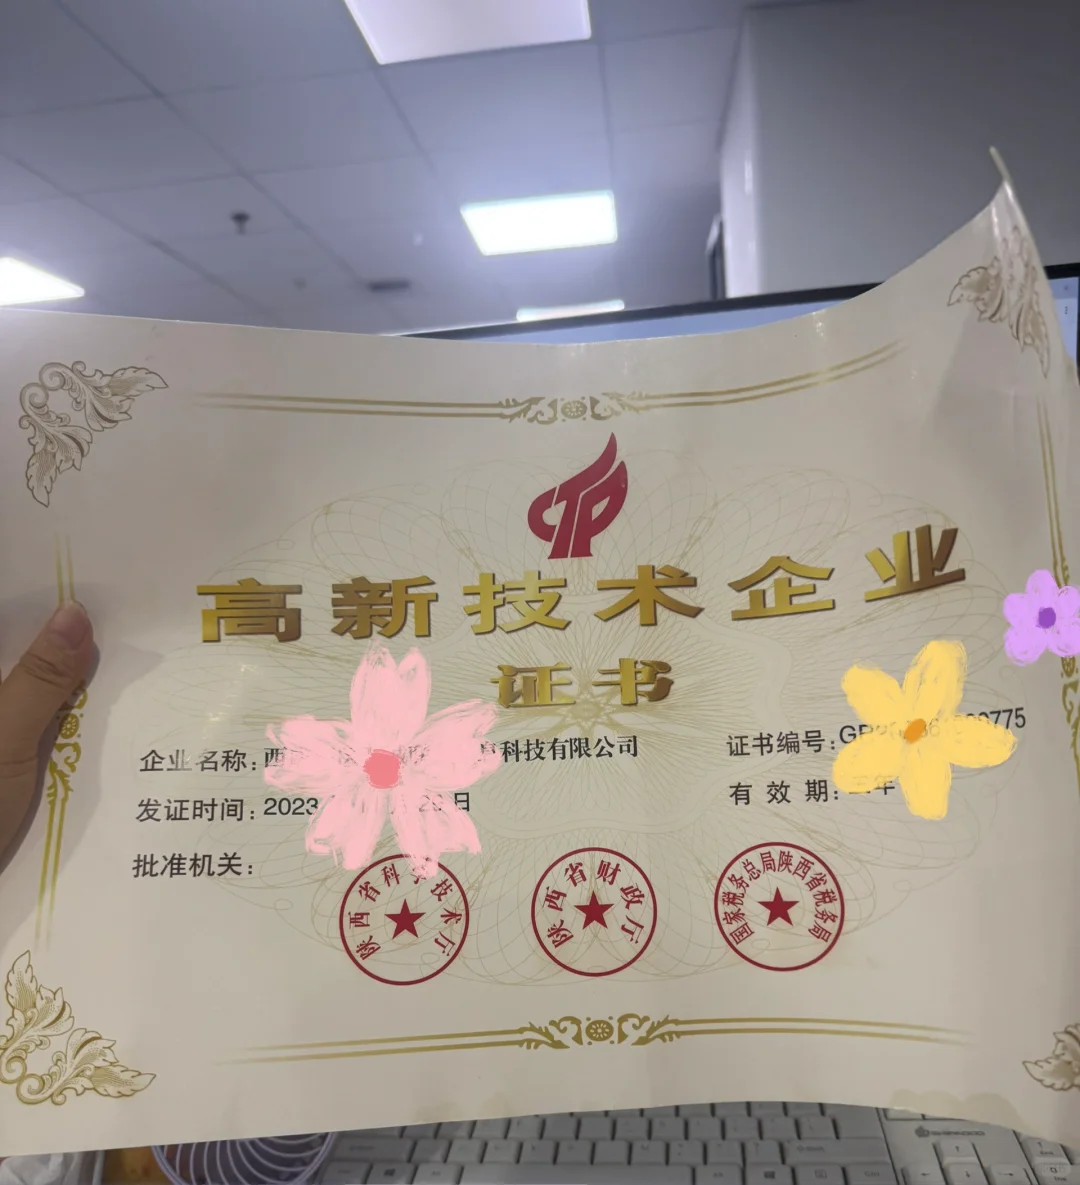 高新技术企业
证书
企业名称：西 科技有限公司
证书编号：GR 775
发证时间：2023 日
有 效 期：三年
批准机关：
陕西省科学技术厅
陕西省财政厅
国家税务总局陕西省税务局